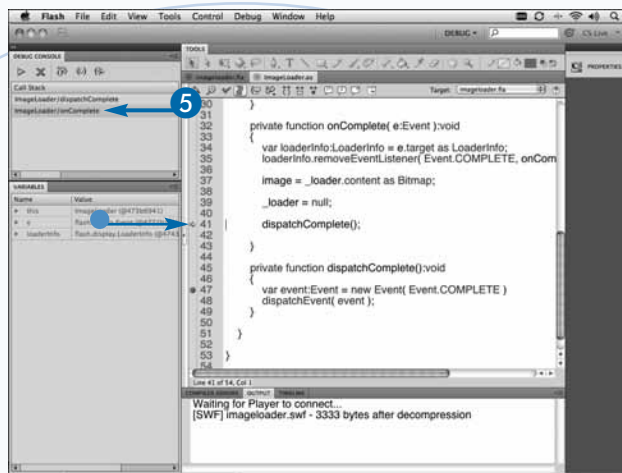 Flash File Edit View Tools Control Debug Window Help
DEBUG
CS Live
DEBUG CONSOLE
Call Stack
ImageLoader/dispatchComplete
ImageLoader/onComplete
5
VARIABLES
Name Value
this ImageLoader
e
loaderInfo flash.display.LoaderInfo
TOOLS
PROPERTIES
imageloader.fla ImageLoader.as
Target: imageloader.fla
30 }
31
32 private function onComplete( e:Event ):void
33 {
34 var loaderInfo:LoaderInfo = e.target as LoaderInfo;
35 loaderInfo.removeEventListener( Event.COMPLETE, onCom
36
37 image = _loader.content as Bitmap;
38
39 _loader = null;
40
41 dispatchComplete();
42
43 }
44
45 private function dispatchComplete():void
46 {
47 var event:Event = new Event( Event.COMPLETE )
48 dispatchEvent( event );
49 }
50
51 }
52
53 }
54
Line 41 of 54, Col 1
COMPILER ERRORS OUTPUT TIMELINE
Waiting for Player to connect...
[SWF] imageloader.swf - 3333 bytes after decompression